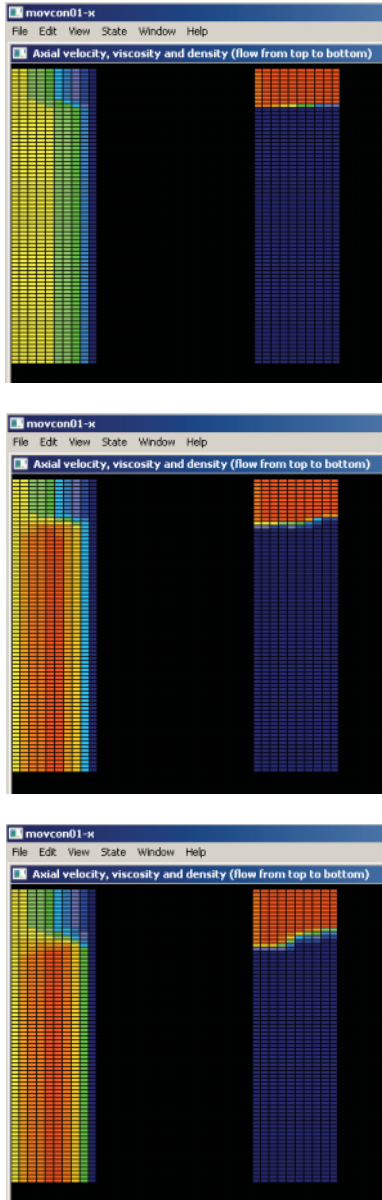 movcon01-x
File Edit View State Window Help
Axial velocity, viscosity and density (flow from top to bottom)
movcon01-x
File Edit View State Window Help
Axial velocity, viscosity and density (flow from top to bottom)
movcon01-x
File Edit View State Window Help
Axial velocity, viscosity and density (flow from top to bottom)